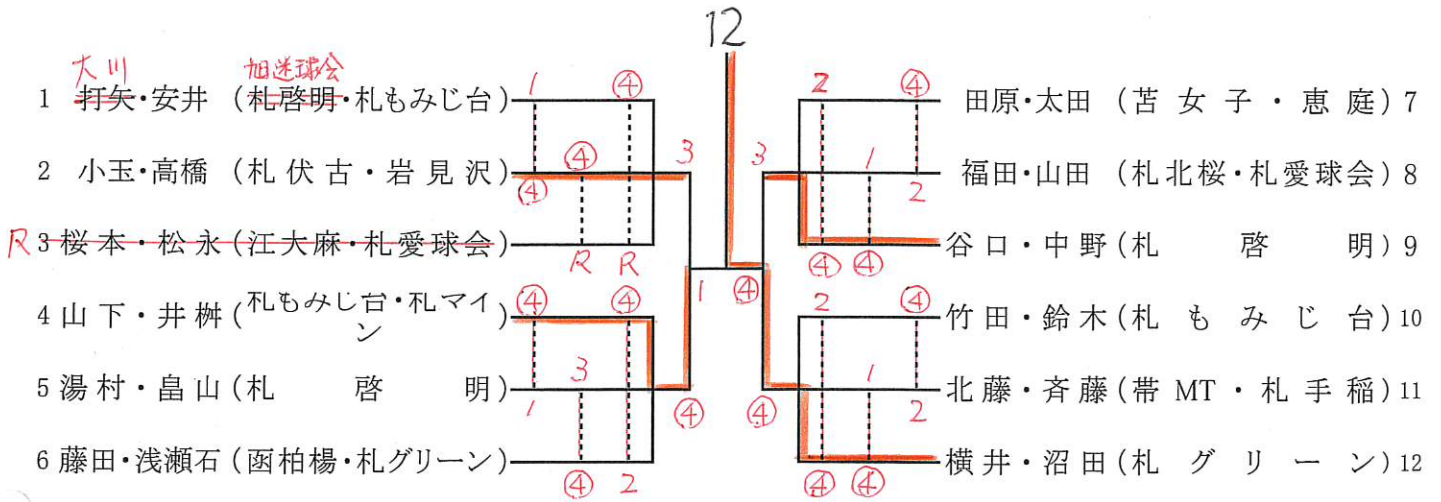 12
大川 旭送球会
1 打矢・安井 (札啓明・札もみじ台) 1 ④
2 小玉・高橋 (札伏古・岩見沢) ④ ④ 3
R 3 桜本・松永 (江大麻・札愛球会) R R
4 山下・井桝 (札もみじ台・札マイン) ④ ④ 1
5 湯村・畠山 (札啓明) 1 3 ④
6 藤田・浅瀬石 (函柏楊・札グリーン) ④ 2
2 ④ 田原・太田 (苫女子・恵庭) 7
3 1 2 福田・山田 (札北桜・札愛球会) 8
④ ④ 谷口・中野 (札啓明) 9
④ 2 ④ 竹田・鈴木 (札もみじ台) 10
④ 1 2 北藤・斉藤 (帯MT・札手稲) 11
④ ④ 横井・沼田 (札グリーン) 12